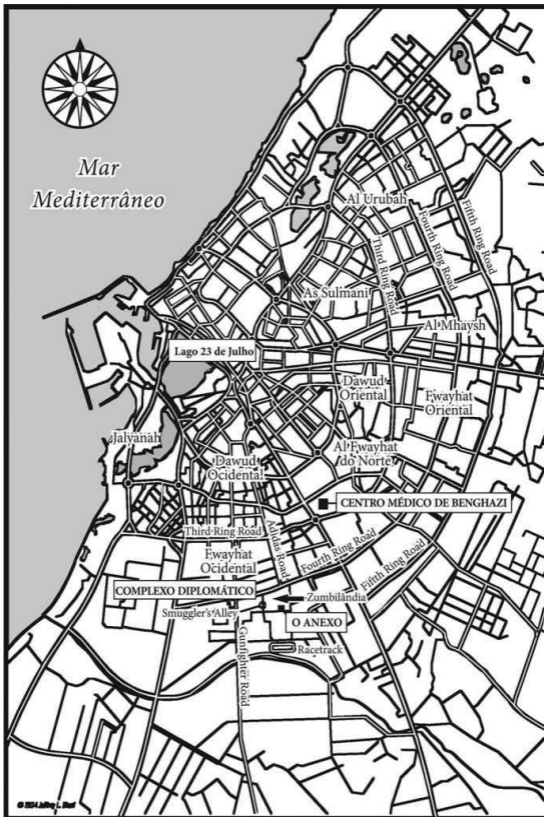 Mar
Mediterrâneo
Al Urubah
Fifth Ring Road
Fourth Ring Road
Third Ring Road
As Sulmani
Al Mhaysh
Lago 23 de Julho
Dawud
Oriental
Fwayhat
Oriental
Jalyanah
Al Fwayhat
do Norte
Dawud
Ocidental
CENTRO MÉDICO DE BENGHAZI
Third Ring Road
Adidas Road
Fourth Ring Road
Fifth Ring Road
Fwayhat
Ocidental
COMPLEXO DIPLOMÁTICO
Zumbilândia
Smuggler's Alley
O ANEXO
Gunfighter Road
Racetrack